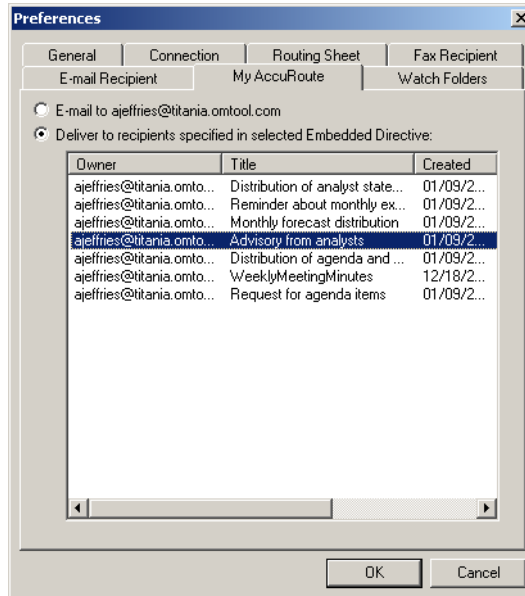 Preferences
General Connection Routing Sheet Fax Recipient
E-mail Recipient My AccuRoute Watch Folders
E-mail to ajeffries@titania.omtool.com
Deliver to recipients specified in selected Embedded Directive:
Owner Title Created
ajeffries@titania.omto... Distribution of analyst state... 01/09/2...
ajeffries@titania.omto... Reminder about monthly ex... 01/09/2...
ajeffries@titania.omto... Monthly forecast distribution 01/09/2...
ajeffries@titania.omto... Advisory from analysts 01/09/2...
ajeffries@titania.omto... Distribution of agenda and ... 01/09/2...
ajeffries@titania.omto... WeeklyMeetingMinutes 12/18/2...
ajeffries@titania.omto... Request for agenda items 01/09/2...
OK Cancel